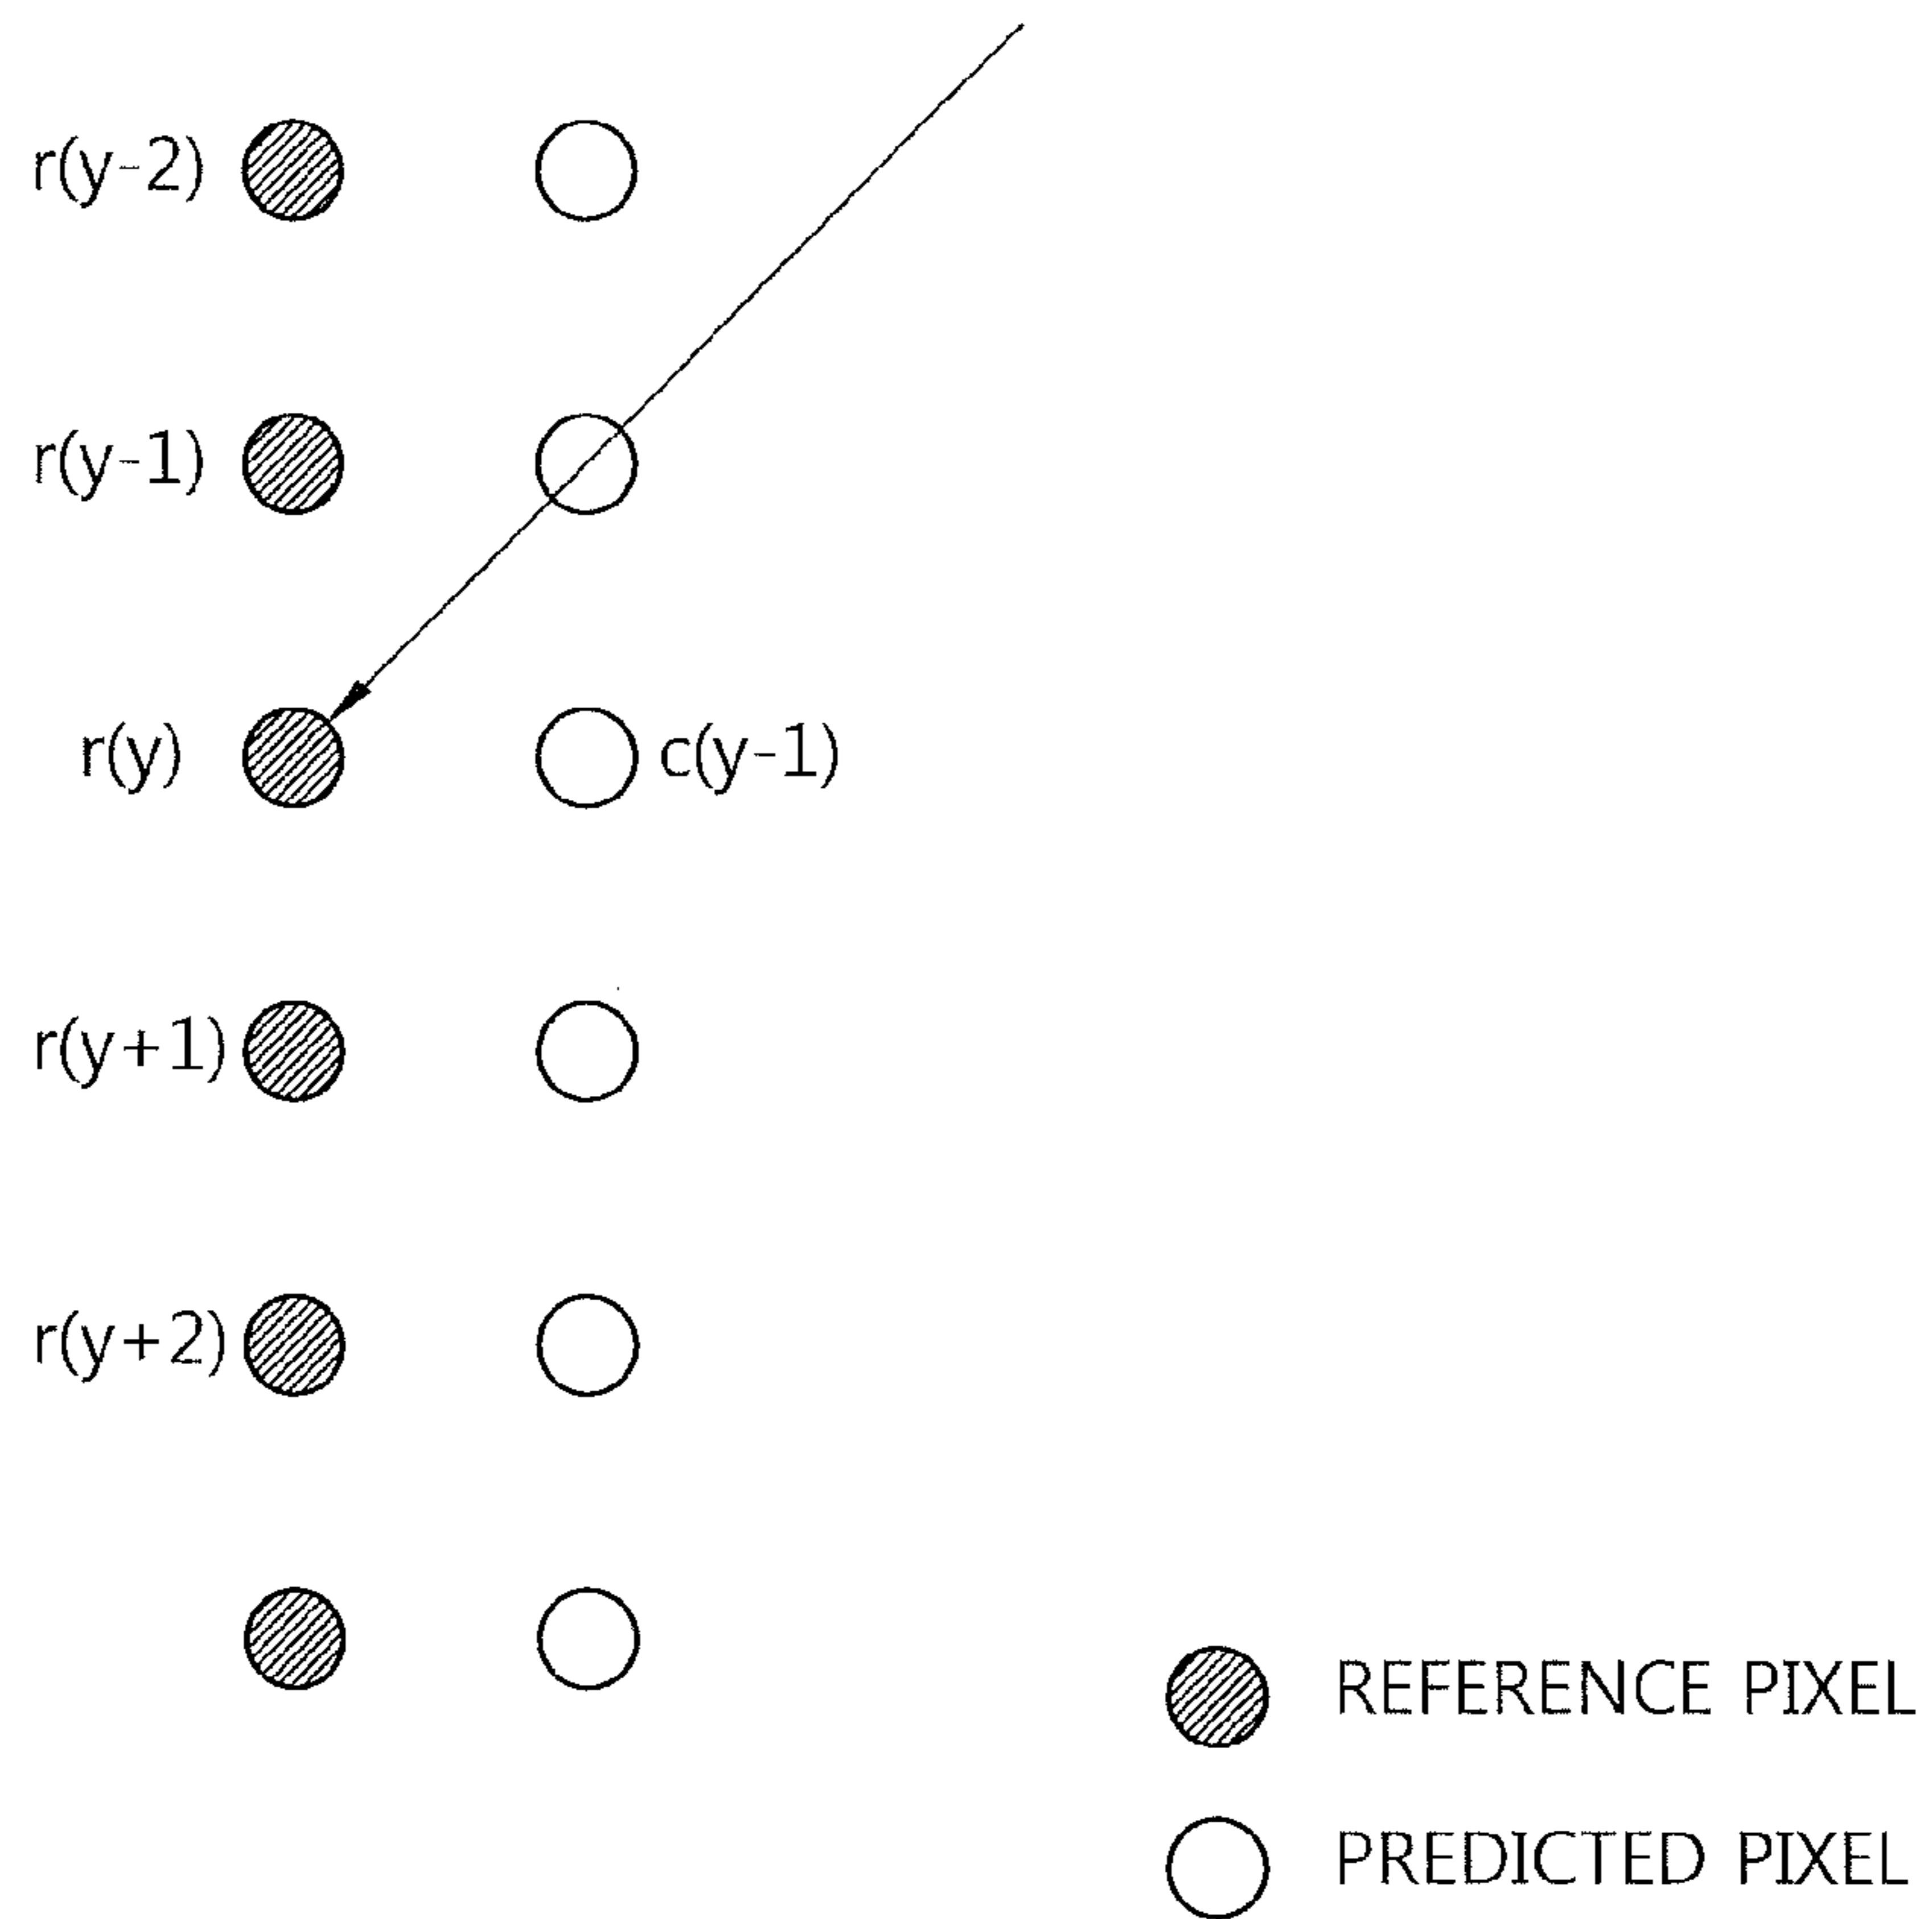 r(y-2)
r(y-1)
r(y)
c(y-1)
r(y+1)
r(y+2)
REFERENCE PIXEL
PREDICTED PIXEL